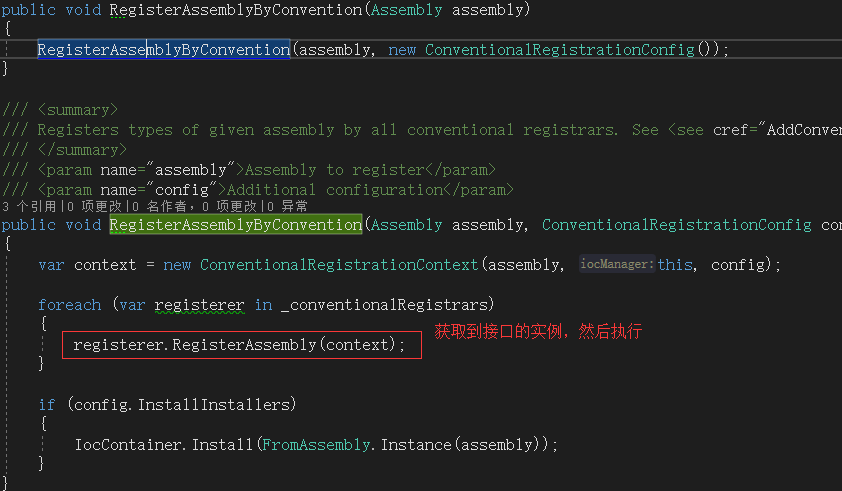 public void RegisterAssemblyByConvention(Assembly assembly)
{
RegisterAssemblyByConvention(assembly, new ConventionalRegistrationConfig());
}
/// <summary>
/// Registers types of given assembly by all conventional registrars. See <see cref="AddConven
/// </summary>
/// <param name="assembly">Assembly to register</param>
/// <param name="config">Additional configuration</param>
3 个引用|0 项更改|0 名作者，0 项更改|0 异常
public void RegisterAssemblyByConvention(Assembly assembly, ConventionalRegistrationConfig con
{
var context = new ConventionalRegistrationContext(assembly, iocManager:this, config);
foreach (var registerer in _conventionalRegistrars)
{
registerer.RegisterAssembly(context);
获取到接口的实例，然后执行
}
if (config.InstallInstallers)
{
IocContainer.Install(FromAssembly.Instance(assembly));
}
}